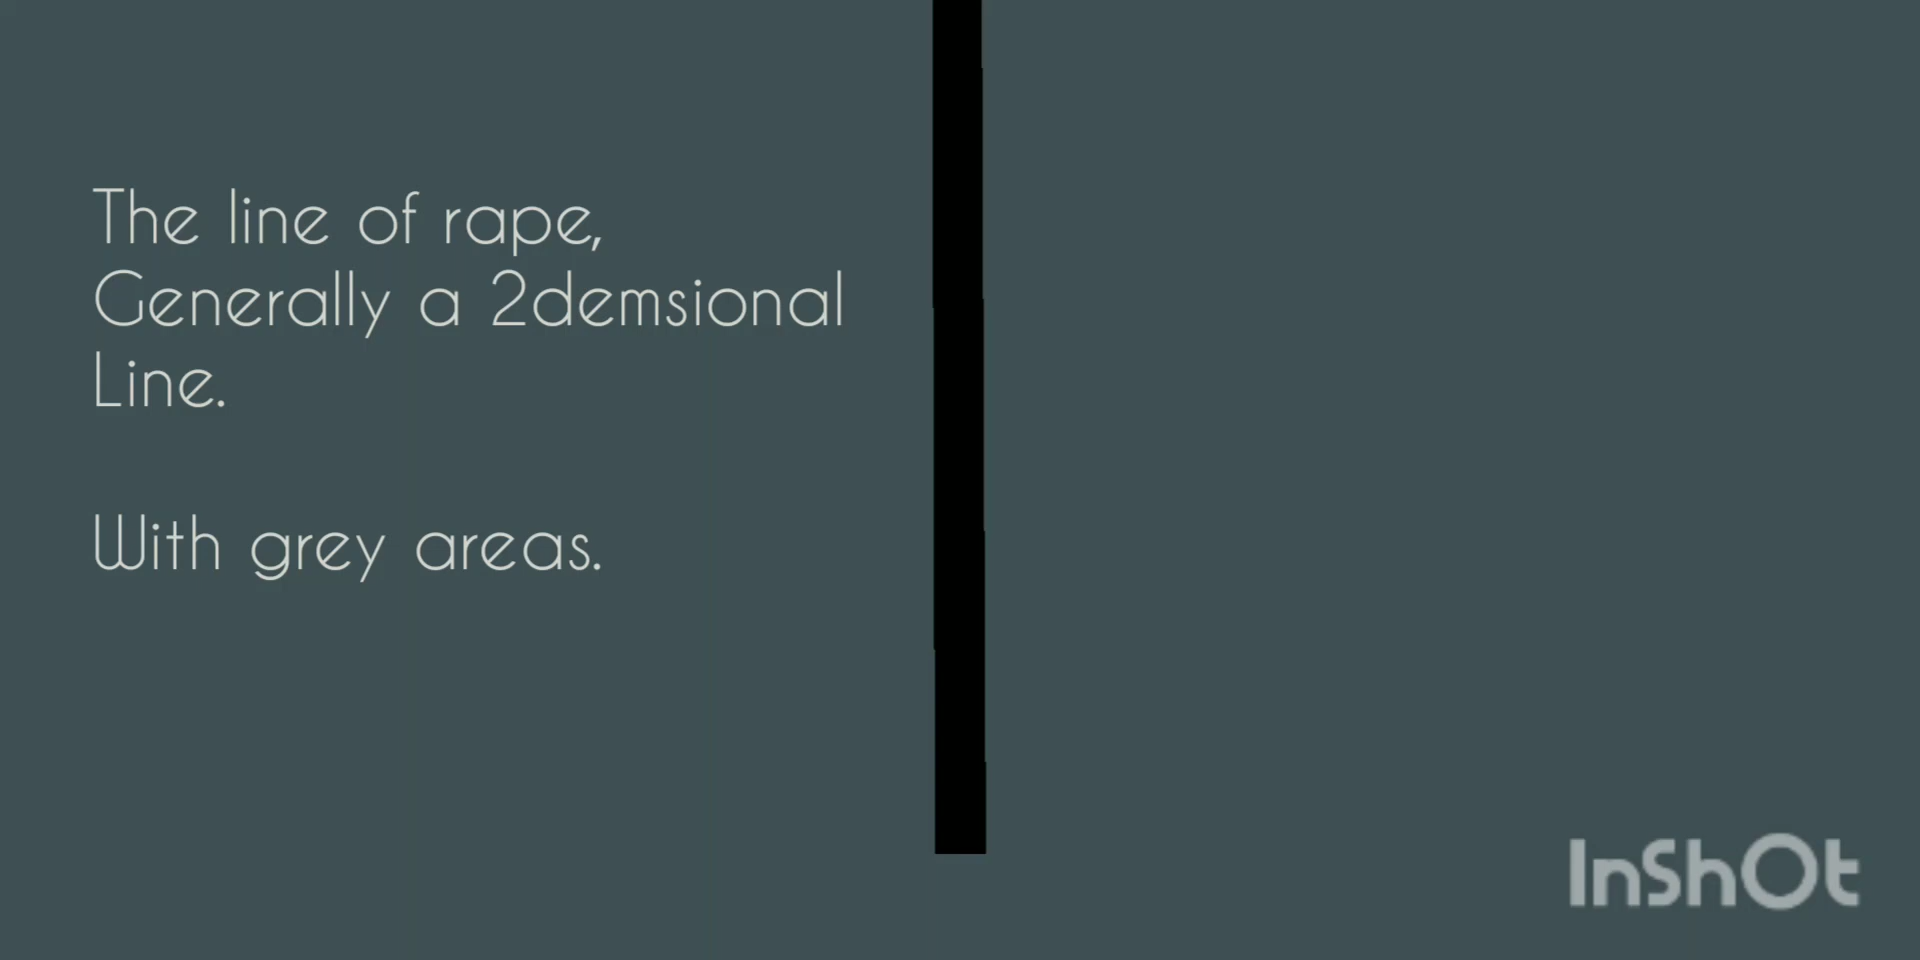 The line of rape,
Generally a 2demsional
Line.
With grey areas.
InShOt